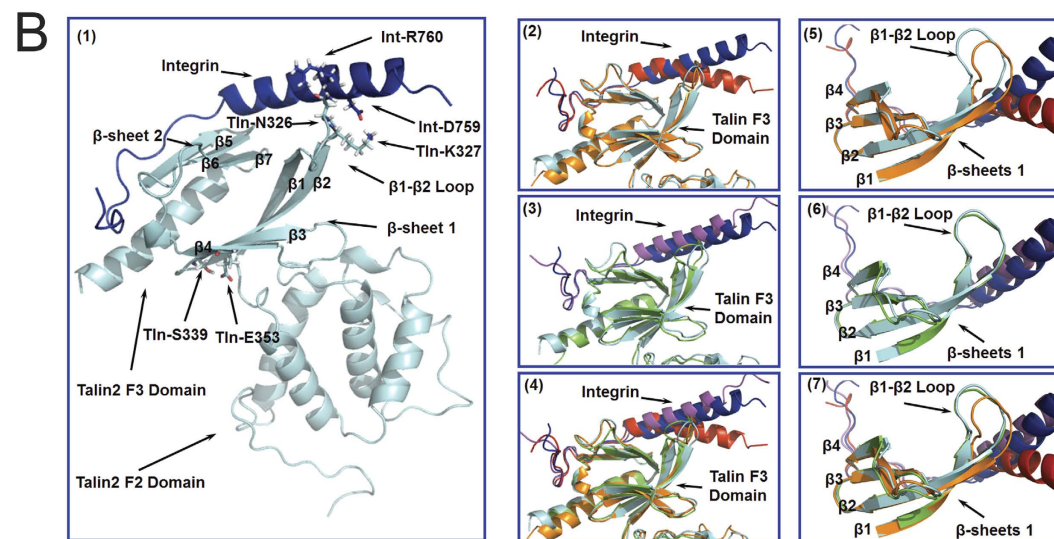 B
(1)
Int-R760
Integrin
Tln-N326
Int-D759
β-sheet 2
β5
Tln-K327
β6
β7
β1
β2
β1-β2 Loop
β3
β-sheet 1
β4
Tln-S339
Tln-E353
Talin2 F3 Domain
Talin2 F2 Domain
(2)
Integrin
Talin F3
Domain
(3)
Integrin
Talin F3
Domain
(4)
Integrin
Talin F3
Domain
(5)
β1-β2 Loop
β4
β3
β2
β1
β-sheets 1
(6)
β1-β2 Loop
β4
β3
β2
β1
β-sheets 1
(7)
β1-β2 Loop
β4
β3
β2
β1
β-sheets 1